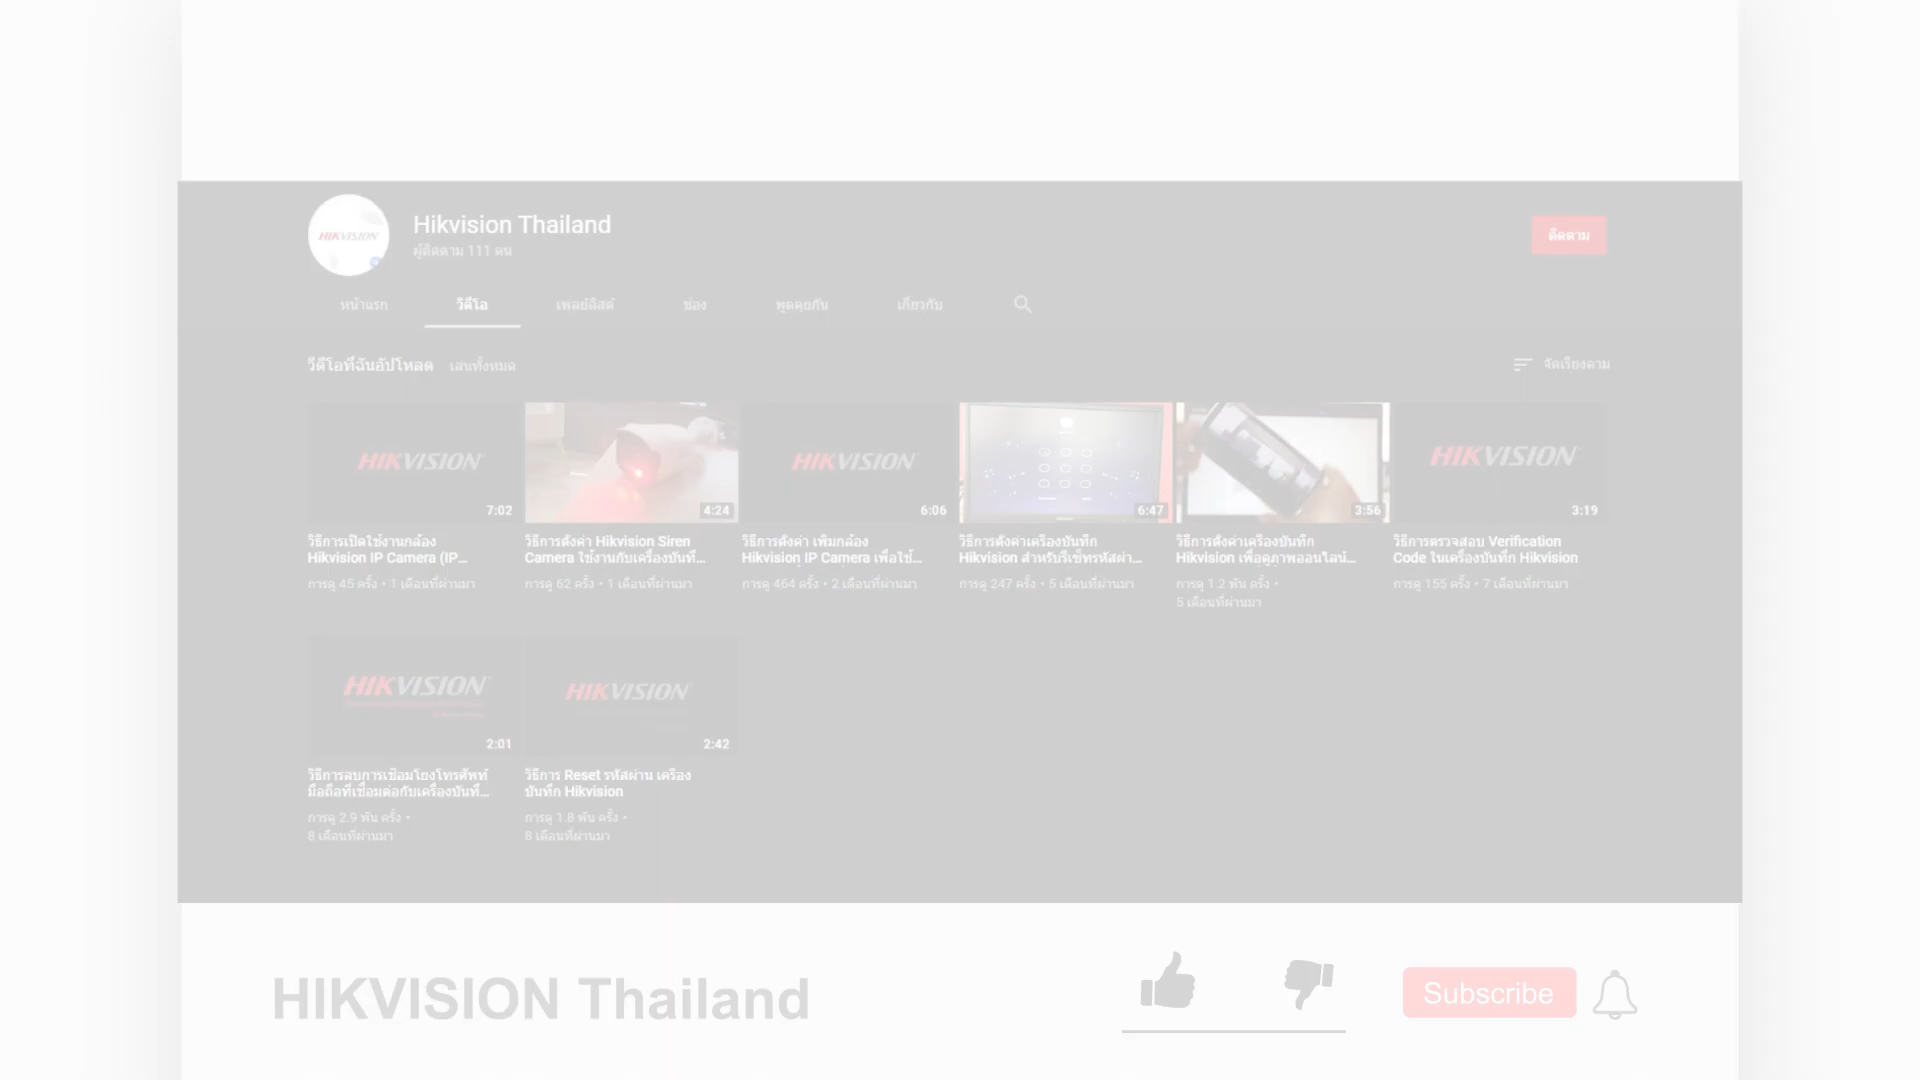 HIKVISION
Hikvision Thailand
ผู้ติดตาม 111 คน
ติดตาม
หน้าแรก
วิดีโอ
เพลย์ลิสต์
ช่อง
พูดคุยกัน
เกี่ยวกับ
วิดีโอที่ฉันอัปโหลด เล่นทั้งหมด
จัดเรียงตาม
HIKVISION
7:02
4:24
HIKVISION
6:06
6:47
3:56
HIKVISION
3:19
วิธีการเปิดใช้งานกล้อง
Hikvision IP Camera (IP...
การดู 45 ครั้ง • 1 เดือนที่ผ่านมา
วิธีการตั้งค่า Hikvision Siren
Camera ใช้งานกับเครื่องบันทึ...
การดู 62 ครั้ง • 1 เดือนที่ผ่านมา
วิธีการตั้งค่า เพิ่มกล้อง
Hikvision IP Camera เพื่อใช้...
การดู 464 ครั้ง • 2 เดือนที่ผ่านมา
วิธีการตั้งค่าเครื่องบันทึก
Hikvision สำหรับรีเซ็ทรหัสผ่า...
การดู 247 ครั้ง • 5 เดือนที่ผ่านมา
วิธีการตั้งค่าเครื่องบันทึก
Hikvision เพื่อดูภาพออนไลน์...
การดู 1.2 พัน ครั้ง •
5 เดือนที่ผ่านมา
วิธีการตรวจสอบ Verification
Code ในเครื่องบันทึก Hikvision
การดู 155 ครั้ง • 7 เดือนที่ผ่านมา
HIKVISION
2:01
HIKVISION
2:42
วิธีการลบการเชื่อมโยงโทรศัพท์
มือถือที่เชื่อมต่อกับเครื่องบันทึ...
การดู 2.9 พัน ครั้ง •
8 เดือนที่ผ่านมา
วิธีการ Reset รหัสผ่าน เครื่อง
บันทึก Hikvision
การดู 1.8 พัน ครั้ง •
8 เดือนที่ผ่านมา
HIKVISION Thailand
Subscribe